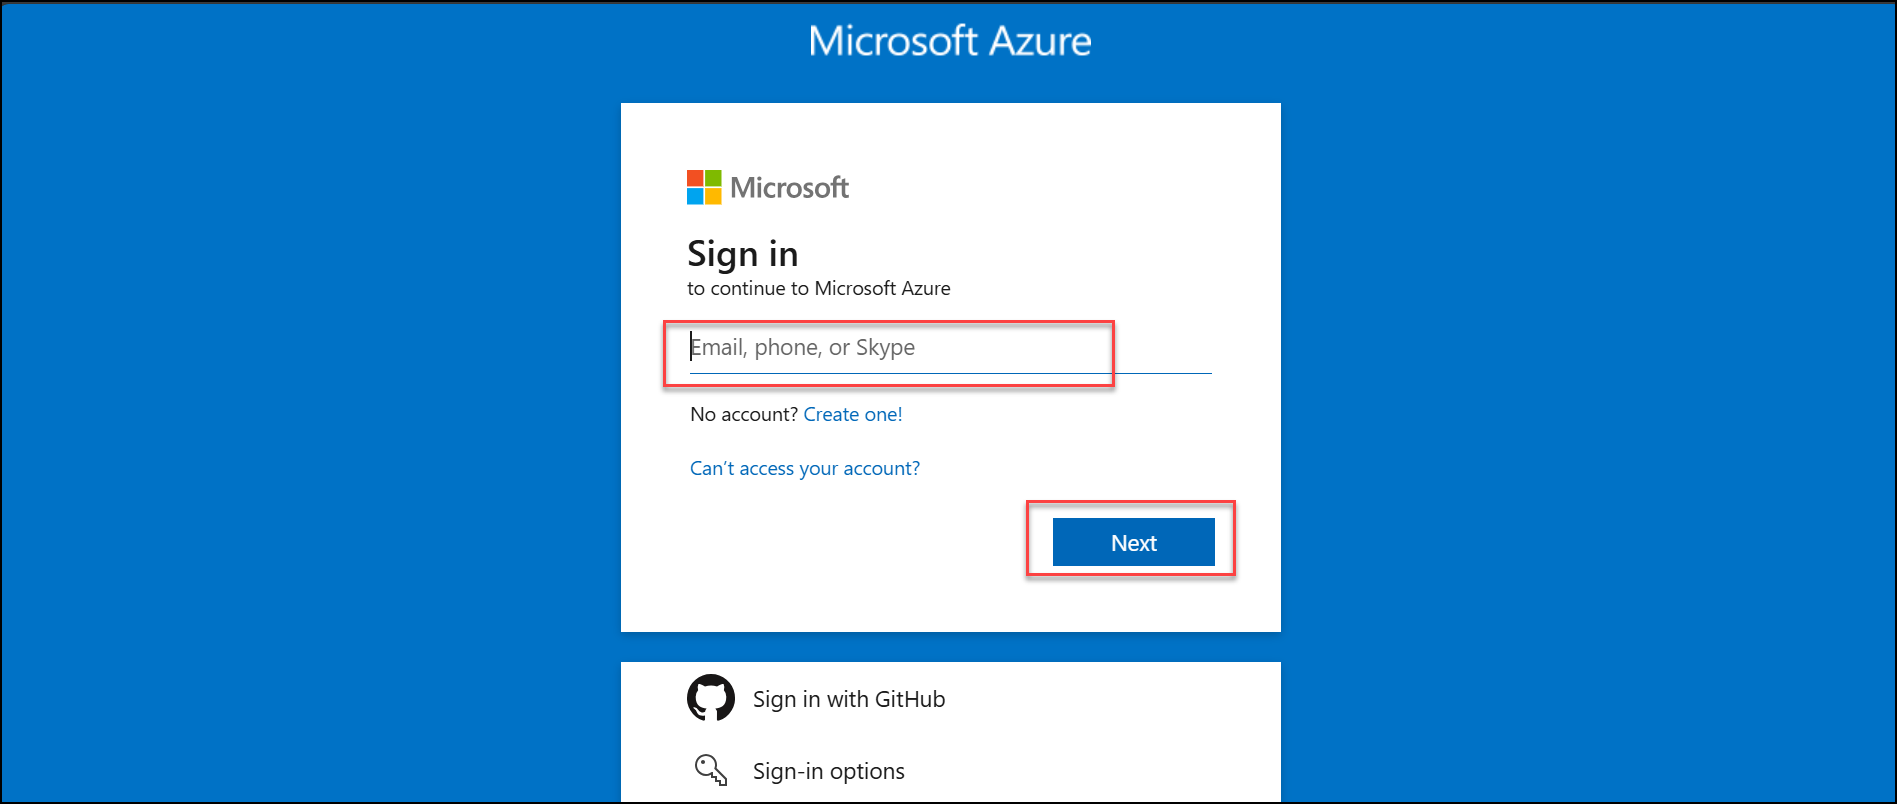 Microsoft Azure
Microsoft
Sign in
to continue to Microsoft Azure
Email, phone, or Skype
No account? Create one!
Can’t access your account?
Next
Sign in with GitHub
Sign-in options